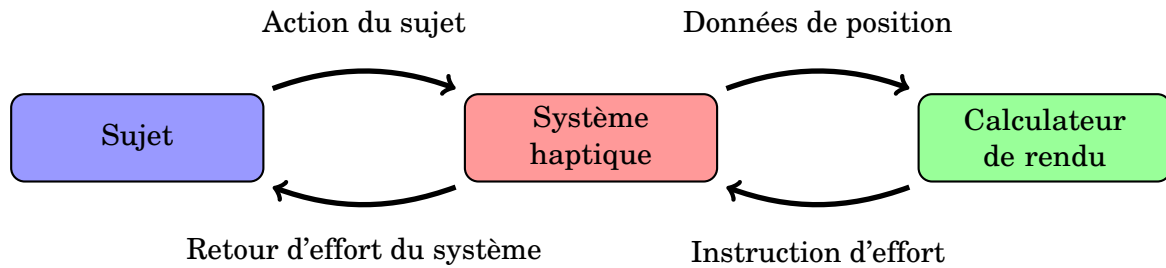 Action du sujet
Données de position
Sujet
Système
haptique
Calculateur
de rendu
Retour d'effort du système
Instruction d'effort